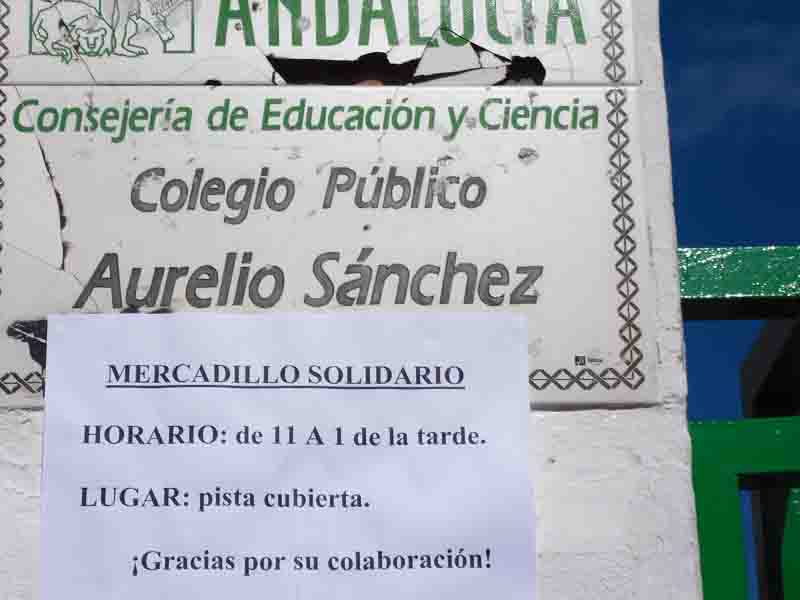 ANDALUCIA
Consejería de Educación y Ciencia
Colegio Público
Aurelio Sánchez
MERCADILLO SOLIDARIO
HORARIO: de 11 A 1 de la tarde.
LUGAR: pista cubierta.
¡Gracias por su colaboración!